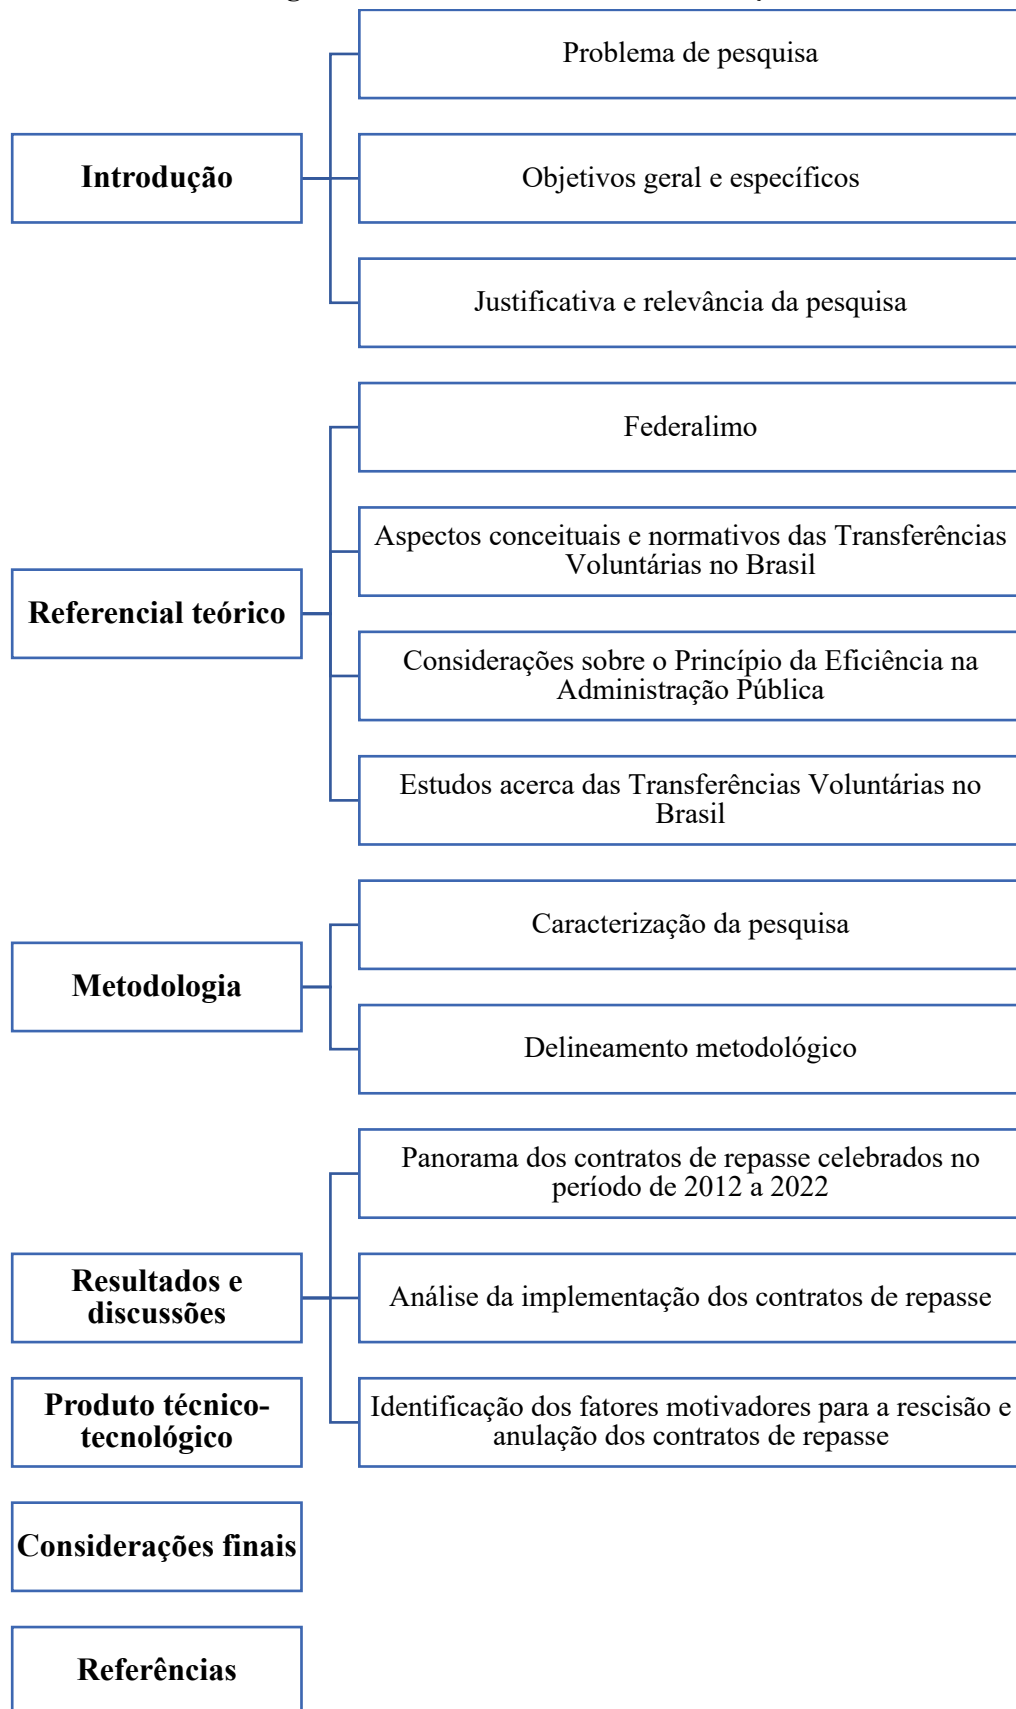 Problema de pesquisa
Introdução
Objetivos geral e específicos
Justificativa e relevância da pesquisa
Federalimo
Aspectos conceituais e normativos das Transferências
Voluntárias no Brasil
Referencial teórico
Considerações sobre o Princípio da Eficiência na
Administração Pública
Estudos acerca das Transferências Voluntárias no
Brasil
Caracterização da pesquisa
Metodologia
Delineamento metodológico
Panorama dos contratos de repasse celebrados no
período de 2012 a 2022
Resultados e
discussões
Análise da implementação dos contratos de repasse
Produto técnico-
tecnológico
Identificação dos fatores motivadores para a rescisão e
anulação dos contratos de repasse
Considerações finais
Referências